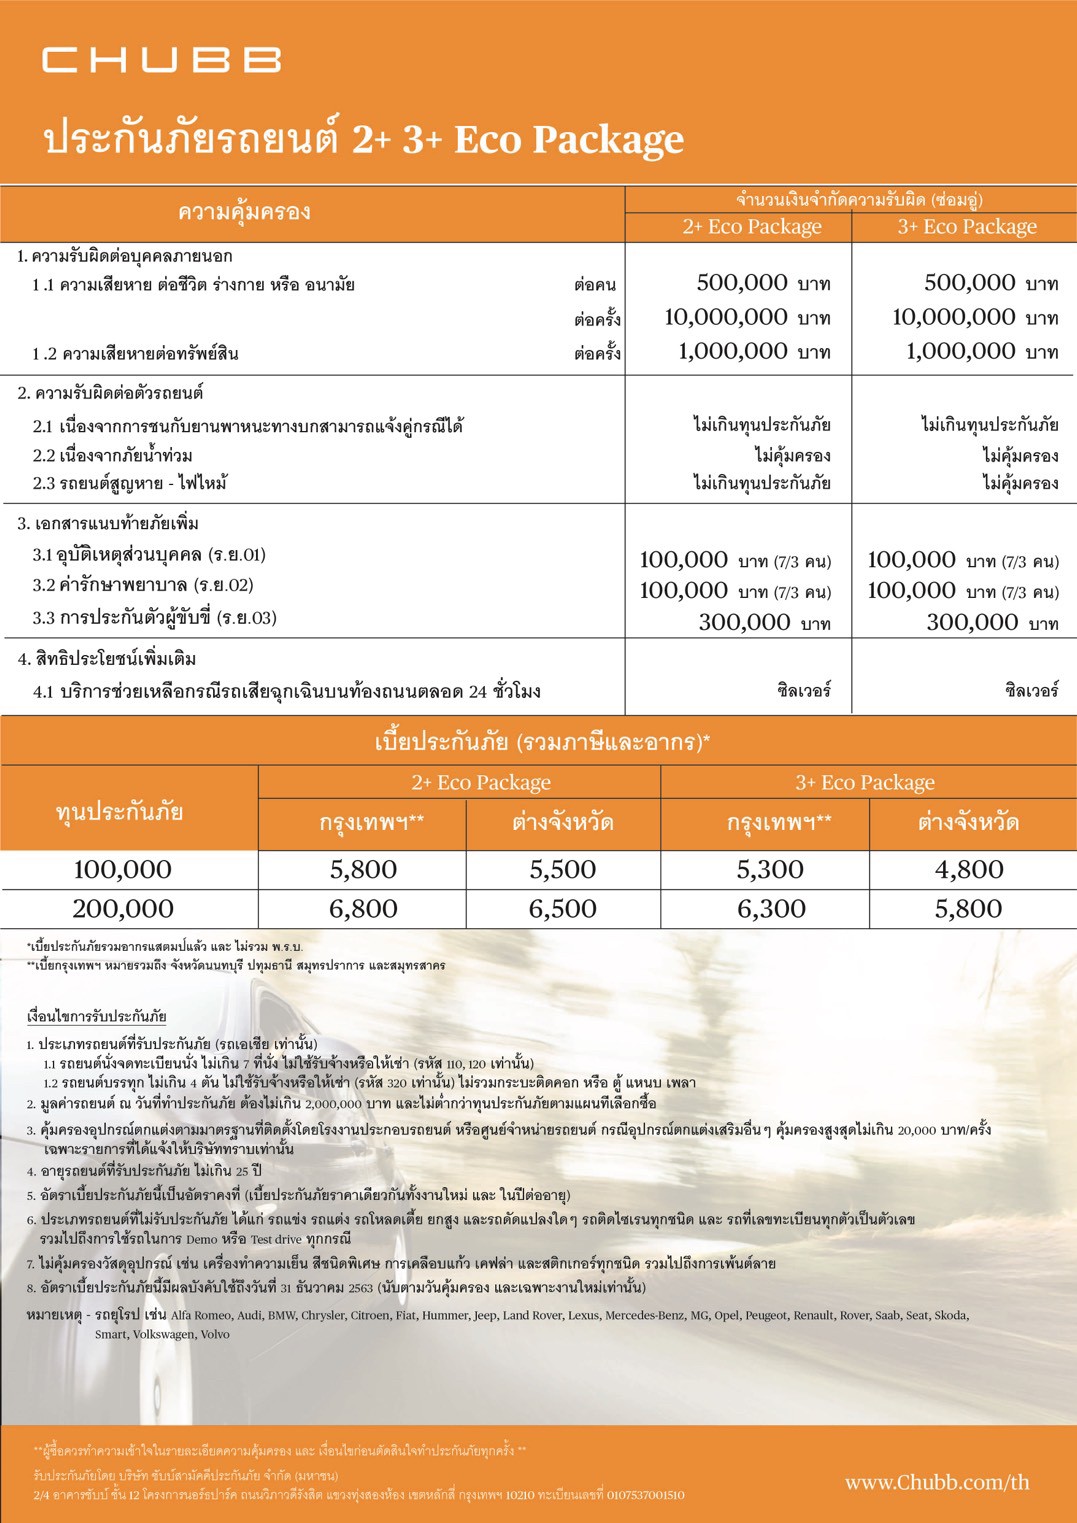 CHUBB
ประกันภัยรถยนต์ 2+ 3+ Eco Package
ความคุ้มครอง
จำนวนเงินจำกัดความรับผิด (ซ่อมอู่)
2+ Eco Package 3+ Eco Package
1. ความรับผิดต่อบุคคลภายนอก
1.1 ความเสียหาย ต่อชีวิต ร่างกาย หรือ อนามัย ต่อคน 500,000 บาท 500,000 บาท
ต่อครั้ง 10,000,000 บาท 10,000,000 บาท
1.2 ความเสียหายต่อทรัพย์สิน ต่อครั้ง 1,000,000 บาท 1,000,000 บาท
2. ความรับผิดต่อตัวรถยนต์
2.1 เนื่องจากการชนกับยานพาหนะทางบกสามารถแจ้งคู่กรณีได้ ไม่เกินทุนประกันภัย ไม่เกินทุนประกันภัย
2.2 เนื่องจากภัยน้ำท่วม ไม่คุ้มครอง ไม่คุ้มครอง
2.3 รถยนต์สูญหาย - ไฟไหม้ ไม่เกินทุนประกันภัย ไม่คุ้มครอง
3. เอกสารแนบท้ายภัยเพิ่ม
3.1 อุบัติเหตุส่วนบุคคล (ร.ย.01) 100,000 บาท (7/3 คน) 100,000 บาท (7/3 คน)
3.2 ค่ารักษาพยาบาล (ร.ย.02) 100,000 บาท (7/3 คน) 100,000 บาท (7/3 คน)
3.3 การประกันตัวผู้ขับขี่ (ร.ย.03) 300,000 บาท 300,000 บาท
4. สิทธิประโยชน์เพิ่มเติม
4.1 บริการช่วยเหลือกรณีรถเสียฉุกเฉินบนท้องถนนตลอด 24 ชั่วโมง ซิลเวอร์ ซิลเวอร์
เบี้ยประกันภัย (รวมภาษีและอากร)*
ทุนประกันภัย
2+ Eco Package 3+ Eco Package
กรุงเทพฯ** ต่างจังหวัด กรุงเทพฯ** ต่างจังหวัด
100,000 5,800 5,500 5,300 4,800
200,000 6,800 6,500 6,300 5,800
*เบี้ยประกันภัยรวมอากรแสตมป์แล้ว และ ไม่รวม พ.ร.บ.
**เบี้ยกรุงเทพฯ หมายรวมถึง จังหวัดนนทบุรี ปทุมธานี สมุทรปราการ และสมุทรสาคร
เงื่อนไขการรับประกันภัย
1. ประเภทรถยนต์ที่รับประกันภัย (รถเอเชีย เท่านั้น)
1.1 รถยนต์นั่งจดทะเบียนนั่ง ไม่เกิน 7 ที่นั่ง ไม่ใช้รับจ้างหรือให้เช่า (รหัส 110, 120 เท่านั้น)
1.2 รถยนต์บรรทุก ไม่เกิน 4 ตัน ไม่ใช้รับจ้างหรือให้เช่า (รหัส 320 เท่านั้น) ไม่รวมกระบะติดคอก หรือ ตู้ แหนบ เพลา
2. มูลค่ารถยนต์ ณ วันที่ทำประกันภัย ต้องไม่เกิน 2,000,000 บาท และไม่ต่ำกว่าทุนประกันภัยตามแผนที่เลือกซื้อ
3. คุ้มครองอุปกรณ์ตกแต่งตามมาตรฐานที่ติดตั้งโดยโรงงานประกอบรถยนต์ หรือศูนย์จำหน่ายรถยนต์ กรณีอุปกรณ์ตกแต่งเสริมอื่นๆ คุ้มครองสูงสุดไม่เกิน 20,000 บาท/ครั้ง
เฉพาะรายการที่ได้แจ้งให้บริษัททราบเท่านั้น
4. อายุรถยนต์ที่รับประกันภัย ไม่เกิน 25 ปี
5. อัตราเบี้ยประกันภัยนี้เป็นอัตราคงที่ (เบี้ยประกันภัยราคาเดียวกันทั้งงานใหม่ และ ในปีต่ออายุ)
6. ประเภทรถยนต์ที่ไม่รับประกันภัย ได้แก่ รถแข่ง รถแต่ง รถโหลดเตี้ย ยกสูง และรถดัดแปลงใดๆ รถติดไซเรนทุกชนิด และ รถที่เลขทะเบียนทุกตัวเป็นตัวเลข
รวมไปถึงการใช้รถในการ Demo หรือ Test drive ทุกกรณี
7. ไม่คุ้มครองวัสดุอุปกรณ์ เช่น เครื่องทำความเย็น สีชนิดพิเศษ การเคลือบแก้ว เคฟล่า และสติกเกอร์ทุกชนิด รวมไปถึงการเพ้นต์ลาย
8. อัตราเบี้ยประกันภัยนี้มีผลบังคับใช้ถึงวันที่ 31 ธันวาคม 2563 (นับตามวันคุ้มครอง และเฉพาะงานใหม่เท่านั้น)
หมายเหตุ - รถยุโรป เช่น Alfa Romeo, Audi, BMW, Chrysler, Citroen, Fiat, Hummer, Jeep, Land Rover, Lexus, Mercedes-Benz, MG, Opel, Peugeot, Renault, Rover, Saab, Seat, Skoda,
Smart, Volkswagen, Volvo
**ผู้ซื้อควรทำความเข้าใจในรายละเอียดความคุ้มครอง และ เงื่อนไขก่อนตัดสินใจทำประกันภัยทุกครั้ง **
รับประกันภัยโดย บริษัท ชับบ์สามัคคีประกันภัย จำกัด (มหาชน)
2/4 อาคารชับบ์ ชั้น 12 โครงการนอร์ธปาร์ค ถนนวิภาวดีรังสิต แขวงทุ่งสองห้อง เขตหลักสี่ กรุงเทพฯ 10210 ทะเบียนเลขที่ 0107537001510
www.Chubb.com/th